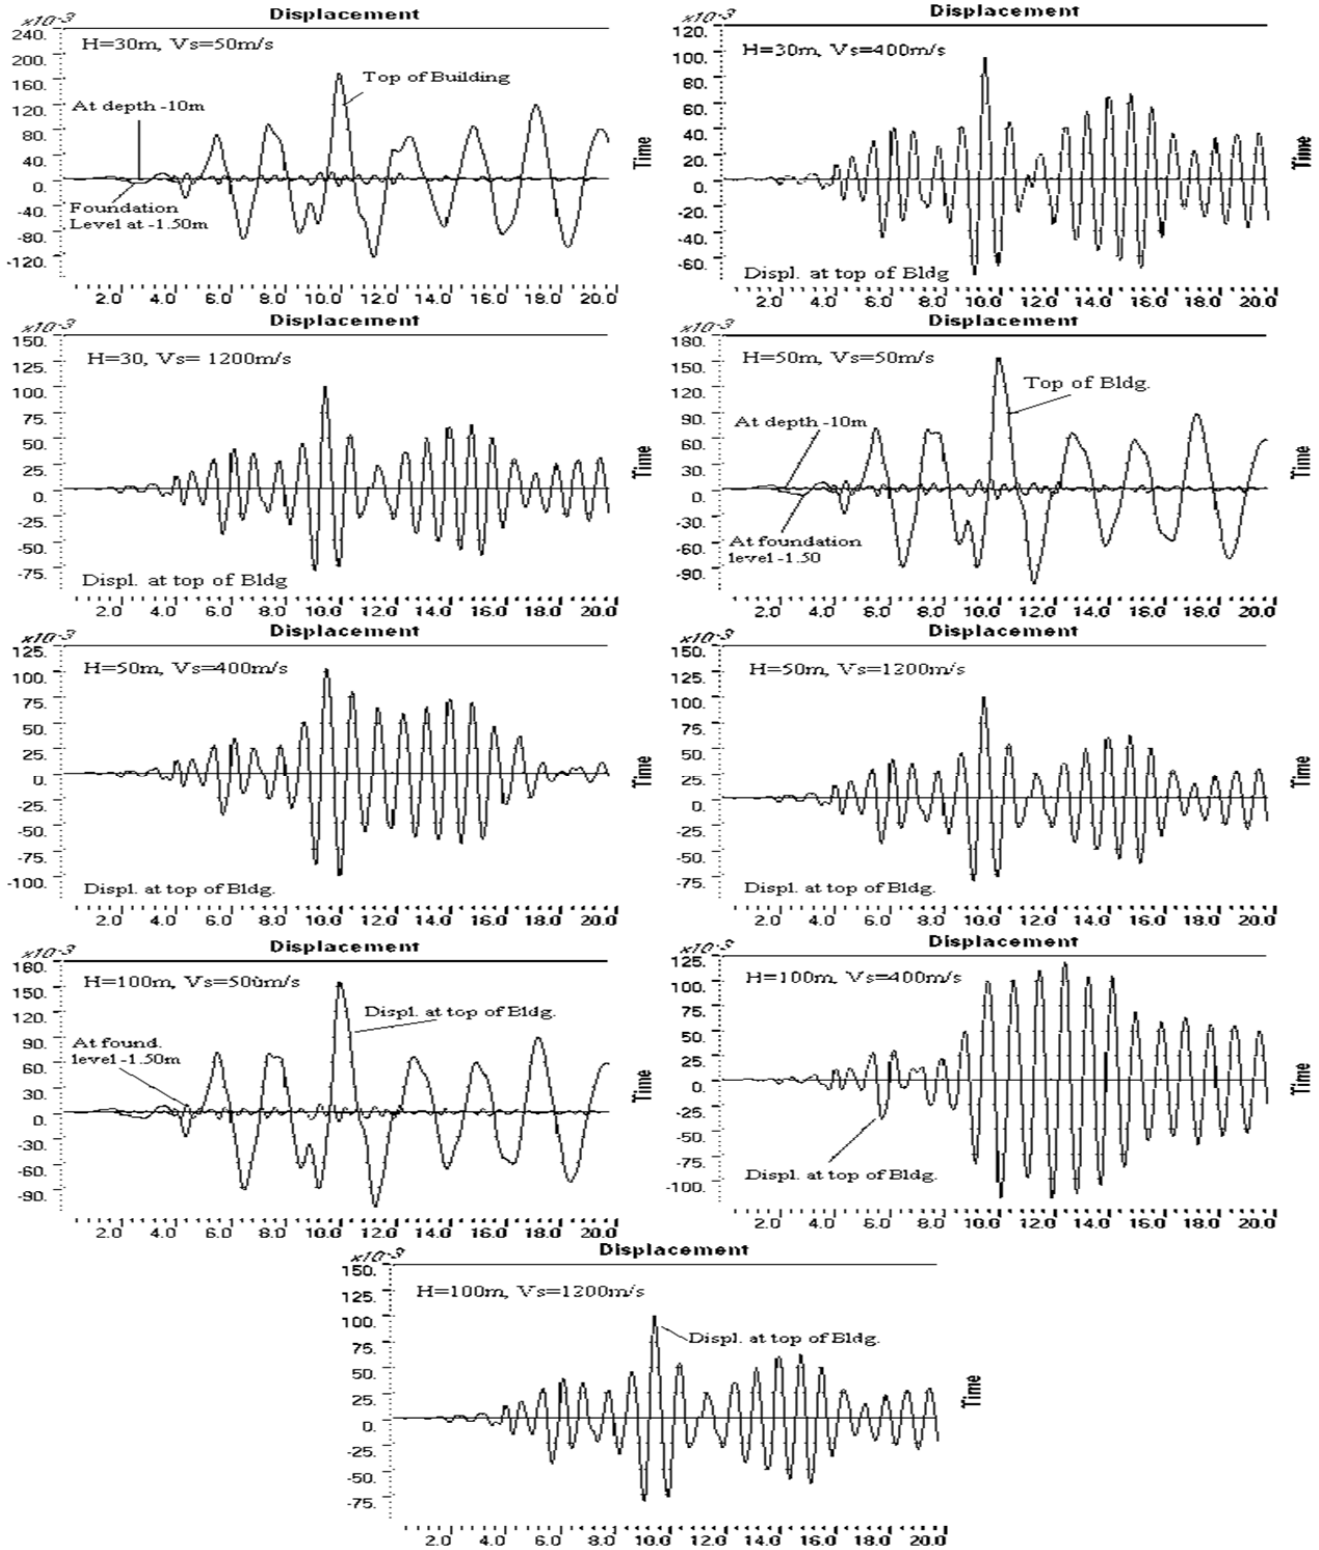 Displacement
x10-3
240.
200.
160.
120.
80.
40.
0.
-40.
-80.
-120.
H=30m, Vs=50m/s
Top of Building
At depth -10m
Foundation
Level at -1.50m
Time
2.0 4.0 6.0 8.0 10.0 12.0 14.0 16.0 18.0 20.0
Displacement
x10-3
120.
100.
80.
60.
40.
20.
0.
-20.
-40.
-60.
H=30m, Vs=400m/s
Displ. at top of Bldg
Time
2.0 4.0 6.0 8.0 10.0 12.0 14.0 16.0 18.0 20.0
Displacement
x10-3
150.
125.
100.
75.
50.
25.
0.
-25.
-50.
-75.
H=30, Vs= 1200m/s
Displ. at top of Bldg
Time
2.0 4.0 6.0 8.0 10.0 12.0 14.0 16.0 18.0 20.0
Displacement
x10-3
180.
150.
120.
90.
60.
30.
0.
-30.
-60.
-90.
H=50m, Vs=50m/s
Top of Bldg.
At depth -10m
At foundation
level -1.50
Time
2.0 4.0 6.0 8.0 10.0 12.0 14.0 16.0 18.0 20.0
Displacement
x10-3
125.
100.
75.
50.
25.
0.
-25.
-50.
-75.
-100.
H=50m, Vs=400m/s
Displ. at top of Bldg.
Time
2.0 4.0 6.0 8.0 10.0 12.0 14.0 16.0 18.0 20.0
Displacement
x10-3
150.
125.
100.
75.
50.
25.
0.
-25.
-50.
-75.
H=50m, Vs=1200m/s
Displ. at top of Bldg.
Time
2.0 4.0 6.0 8.0 10.0 12.0 14.0 16.0 18.0 20.0
Displacement
x10-3
180.
150.
120.
90.
60.
30.
0.
-30.
-60.
-90.
H=100m, Vs=50ùm/s
Displ. at top of Bldg.
At found.
level -1.50m
Time
2.0 4.0 6.0 8.0 10.0 12.0 14.0 16.0 18.0 20.0
Displacement
x10-3
125.
100.
75.
50.
25.
0.
-25.
-50.
-75.
-100.
H=100m, Vs=400m/s
Displ. at top of Bldg.
Time
2.0 4.0 6.0 8.0 10.0 12.0 14.0 16.0 18.0 20.0
Displacement
x10-3
150.
125.
100.
75.
50.
25.
0.
-25.
-50.
-75.
H=100m, Vs=1200m/s
Displ. at top of Bldg.
Time
2.0 4.0 6.0 8.0 10.0 12.0 14.0 16.0 18.0 20.0